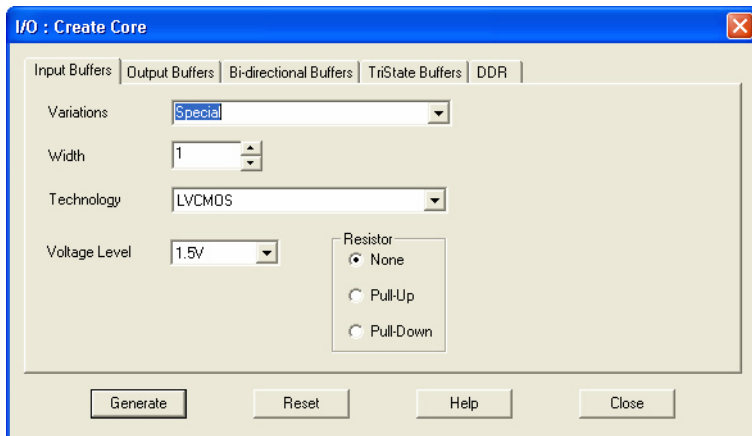 I/O : Create Core
Input Buffers Output Buffers Bi-directional Buffers TriState Buffers DDR
Variations Special
Width 1
Technology LVCMOS
Voltage Level 1.5V
Resistor
None
Pull-Up
Pull-Down
Generate Reset Help Close